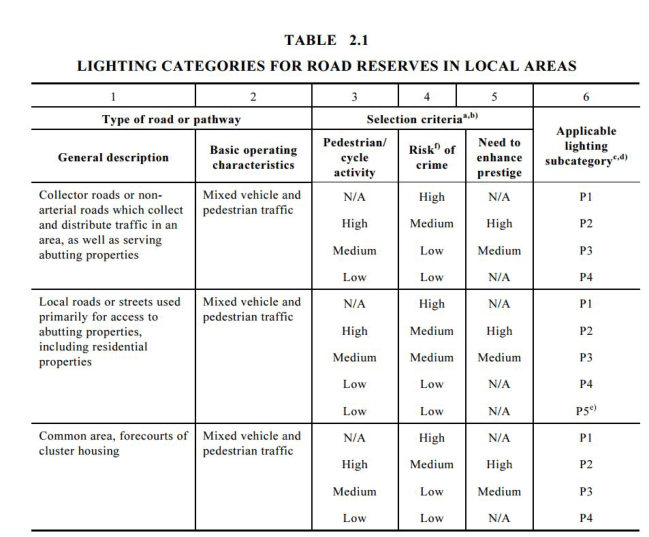 TABLE 2.1
LIGHTING CATEGORIES FOR ROAD RESERVES IN LOCAL AREAS
1 2 3 4 5 6
Type of road or pathway
Selection criteria^a,b)
Applicable
lighting
subcategory^c,d)
General description
Basic operating
characteristics
Pedestrian/
cycle
activity
Risk^f) of
crime
Need to
enhance
prestige
Collector roads or non-
arterial roads which collect
and distribute traffic in an
area, as well as serving
abutting properties
Mixed vehicle and
pedestrian traffic
N/A High N/A P1
High Medium High P2
Medium Low Medium P3
Low Low N/A P4
Local roads or streets used
primarily for access to
abutting properties,
including residential
properties
Mixed vehicle and
pedestrian traffic
N/A High N/A P1
High Medium High P2
Medium Medium Medium P3
Low Low N/A P4
Low Low N/A P5^e)
Common area, forecourts of
cluster housing
Mixed vehicle and
pedestrian traffic
N/A High N/A P1
High Medium High P2
Medium Low Medium P3
Low Low N/A P4